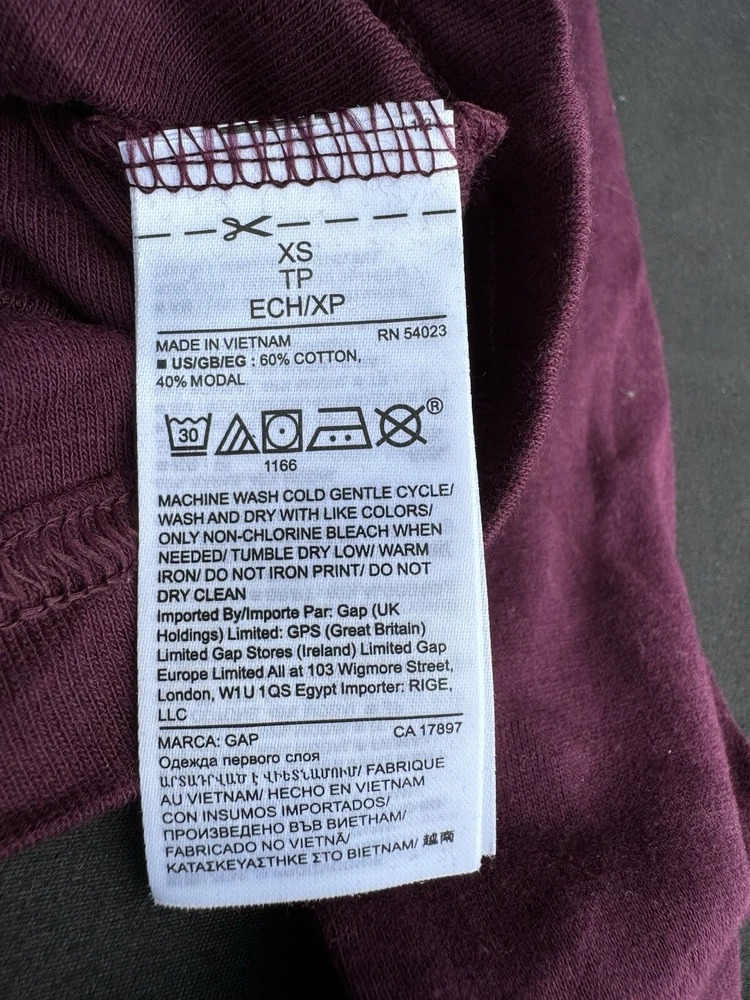 XS
TP
ECH/XP
MADE IN VIETNAM RN 54023
■ US/GB/EG : 60% COTTON,
40% MODAL
30 ®
1166
MACHINE WASH COLD GENTLE CYCLE/
WASH AND DRY WITH LIKE COLORS/
ONLY NON-CHLORINE BLEACH WHEN
NEEDED/ TUMBLE DRY LOW/ WARM
IRON/ DO NOT IRON PRINT/ DO NOT
DRY CLEAN
Imported By/Importe Par: Gap (UK
Holdings) Limited: GPS (Great Britain)
Limited Gap Stores (Ireland) Limited Gap
Europe Limited All at 103 Wigmore Street,
London, W1U 1QS Egypt Importer: RIGE,
LLC
MARCA: GAP CA 17897
Одежда первого слоя
ԱՐՏԱԴՐՎԱԾ Է ՎԻԵՏՆԱՄՈՒՄ/ FABRIQUE
AU VIETNAM/ HECHO EN VIETNAM
CON INSUMOS IMPORTADOS/
ПРОИЗВЕДЕНО ВЪВ ВИЕТНАМ/
FABRICADO NO VIETNÃ/
ΚΑΤΑΣΚΕΥΑΣΤΗΚΕ ΣΤΟ ΒΙΕΤΝΑΜ/ 越南